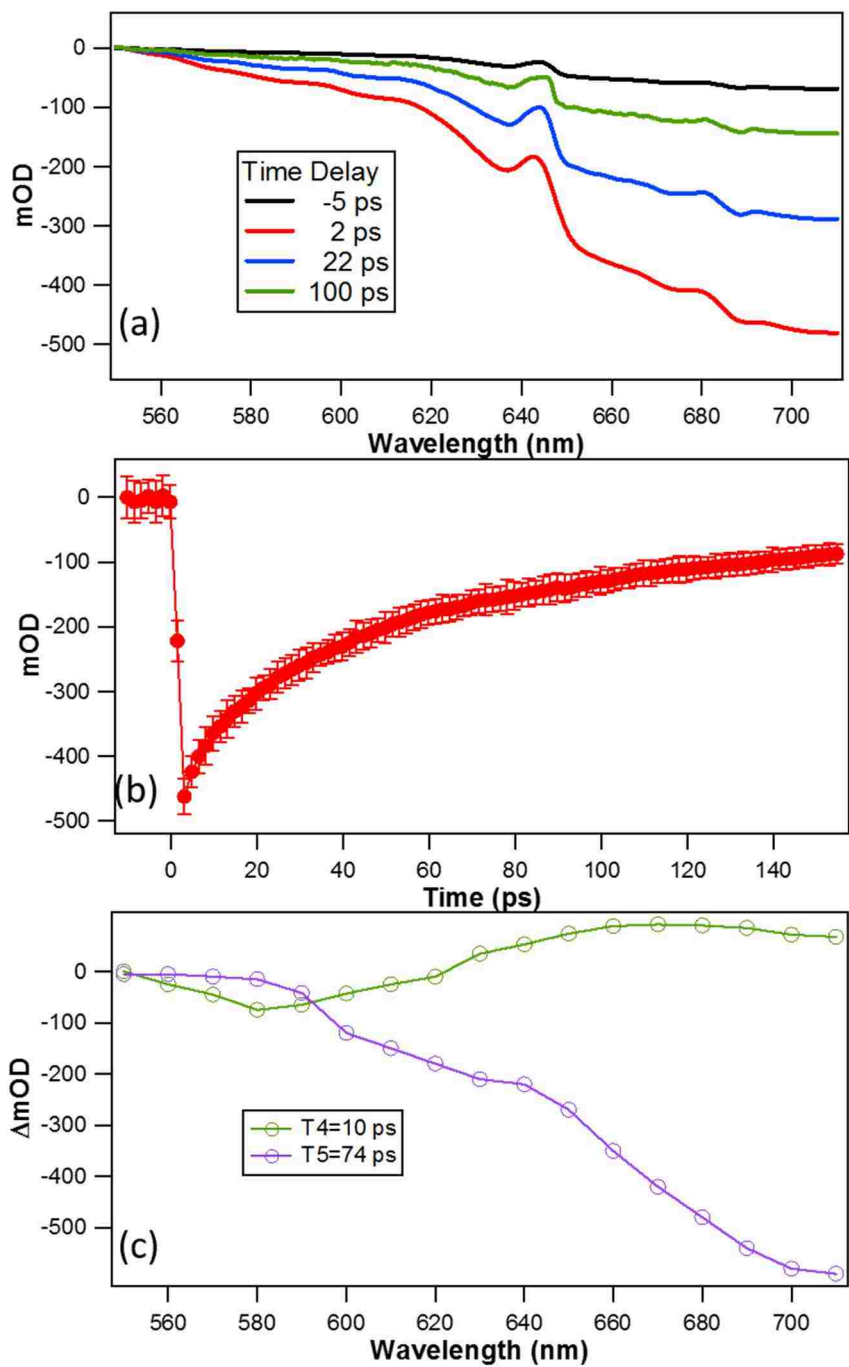 0
-100
-200
-300
-400
-500
mOD
Time Delay
-5 ps
2 ps
22 ps
100 ps
(a)
560 580 600 620 640 660 680 700
Wavelength (nm)
0
-100
-200
-300
-400
-500
mOD
(b)
0 20 40 60 80 100 120 140
Time (ps)
0
-100
-200
-300
-400
-500
ΔmOD
T4=10 ps
T5=74 ps
(c)
560 580 600 620 640 660 680 700
Wavelength (nm)